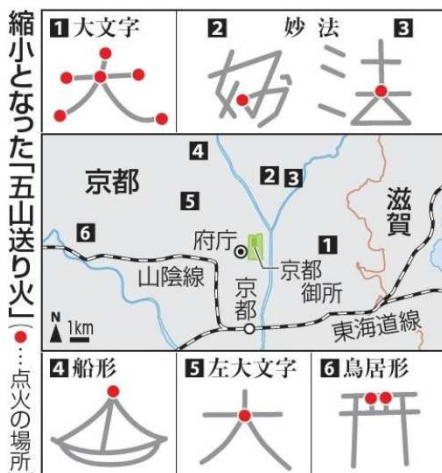 縮小となった「五山送り火」(●…点火の場所)
1 大文字
2 妙法 3
4
京都
2
3
滋賀
5
6
府庁
1
山陰線
京都御所
京都
東海道線
N
1km
4 船形
5 左大文字
6 鳥居形